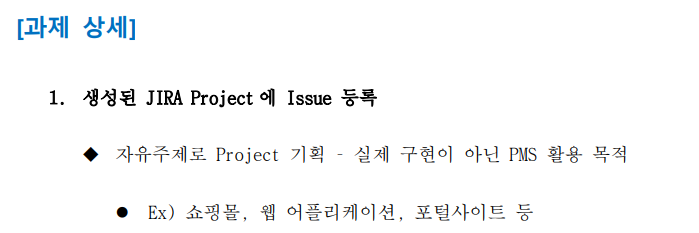 [과제 상세]
1. 생성된 JIRA Project에 Issue 등록
◆ 자유주제로 Project 기획 - 실제 구현이 아닌 PMS 활용 목적
● Ex) 쇼핑몰, 웹 어플리케이션, 포털사이트 등